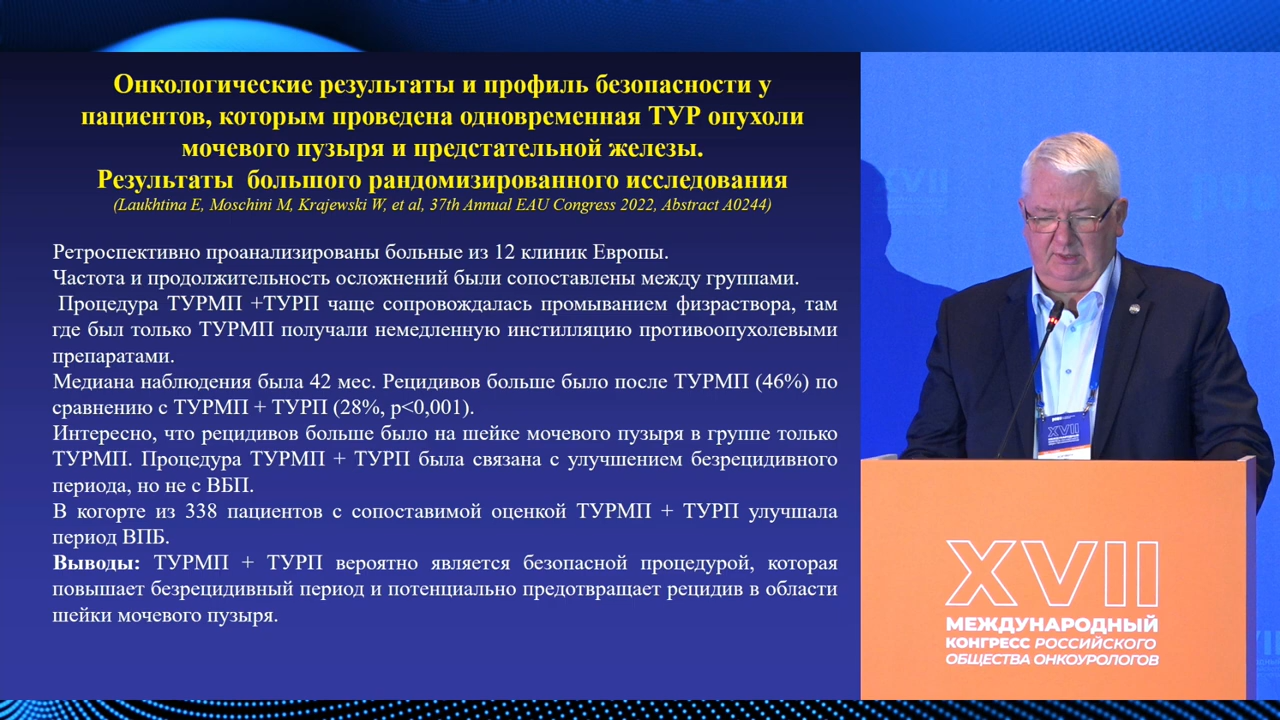 Онкологические результаты и профиль безопасности у
пациентов, которым проведена одновременная ТУР опухоли
мочевого пузыря и предстательной железы.
Результаты большого рандомизированного исследования
(Laukhtina E, Moschini M, Krajewski W, et al, 37th Annual EAU Congress 2022, Abstract A0244)
Ретроспективно проанализированы больные из 12 клиник Европы.
Частота и продолжительность осложнений были сопоставлены между группами.
Процедура ТУРМП +ТУРП чаще сопровождалась промыванием физраствора, там
где был только ТУРМП получали немедленную инстилляцию противоопухолевыми
препаратами.
Медиана наблюдения была 42 мес. Рецидивов больше было после ТУРМП (46%) по
сравнению с ТУРМП + ТУРП (28%, р<0,001).
Интересно, что рецидивов больше было на шейке мочевого пузыря в группе только
ТУРМП. Процедура ТУРМП + ТУРП была связана с улучшением безрецидивного
периода, но не с ВБП.
В когорте из 338 пациентов с сопоставимой оценкой ТУРМП + ТУРП улучшала
период ВПБ.
Выводы: ТУРМП + ТУРП вероятно является безопасной процедурой, которая
повышает безрецидивный период и потенциально предотвращает рецидив в области
шейки мочевого пузыря.
XVII
XVII
XVII
МЕЖДУНАРОДНЫЙ
КОНГРЕСС РОССИЙСКОГО
ОБЩЕСТВА ОНКОУРОЛОГОВ